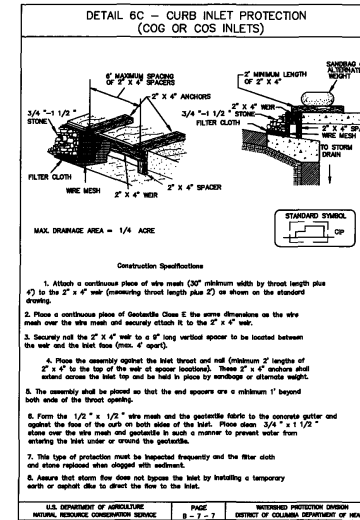 DETAIL 6C – CURB INLET PROTECTION
(COG OR COS INLETS)
6' MAXIMUM SPACING
OF 2" X 4" SPACERS
2" X 4" ANCHORS
3/4 "-1 1/2 "
STONE
FILTER CLOTH
WIRE MESH
2" X 4" WEIR
2" X 4" SPACER
SANDBAG
ALTERNATE
WEIGHT
2' MINIMUM LENGTH
OF 2" X 4"
2" X 4" WEIR
3/4 "-1 1/2 " STONE
FILTER CLOTH
2" X 4"
WIRE MESH
TO STORM
DRAIN
MAX. DRAINAGE AREA = 1/4 ACRE
STANDARD SYMBOL
CIP
Construction Specifications
1. Attach a continuous piece of wire mesh (30" minimum width by throat length plus
4') to the 2" x 4" weir (measuring throat length plus 2') as shown on the standard
drawing.
2. Place a continuous piece of Geotextile Class E the same dimensions as the wire
mesh over the wire mesh and securely attach it to the 2" x 4" weir.
3. Securely nail the 2" X 4" weir to a 9" long vertical spacer to be located between
the weir and the inlet face (max. 4' apart).
4. Place the assembly against the inlet throat and nail (minimum 2' lengths of
2" x 4" to the top of the weir at spacer locations). These 2" x 4" anchors shall
extend across the inlet top and be held in place by sandbags or alternate weight.
5. The assembly shall be placed so that the end spacers are a minimum 1' beyond
both ends of the throat opening.
6. Form the 1/2 " x 1/2 " wire mesh and the geotextile fabric to the concrete gutter and
against the face of the curb on both sides of the inlet. Place clean 3/4 " x 1 1/2 "
stone over the wire mesh and geotextile in such a manner to prevent water from
entering the inlet under or around the geotextile.
7. This type of protection must be inspected frequently and the filter cloth
and stone replaced when clogged with sediment.
8. Assure that storm flow does not bypass the inlet by installing a temporary
earth or asphalt dike to direct the flow to the inlet.
U.S. DEPARTMENT OF AGRICULTURE
NATURAL RESOURCE CONSERVATION SERVICE
PAGE
B - 7 - 7
WATERSHED PROTECTION DIVISION
DISTRICT OF COLUMBIA DEPARTMENT OF HEA